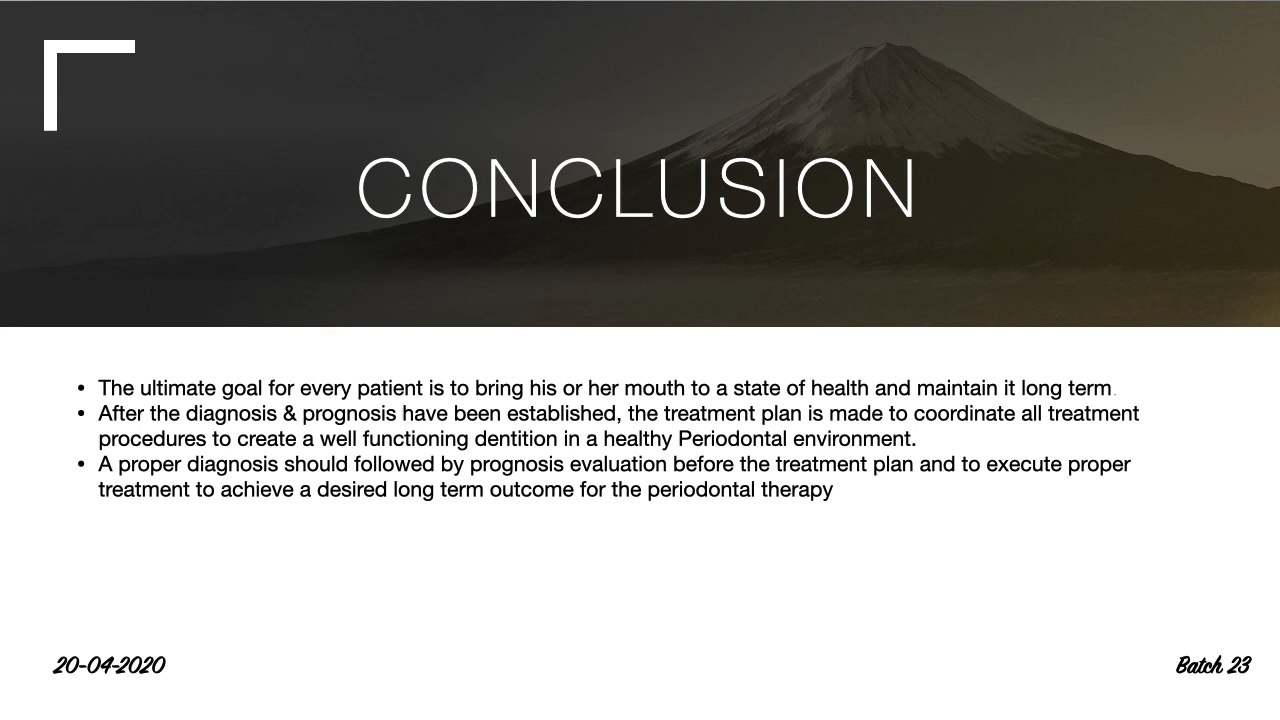 CONCLUSION
• The ultimate goal for every patient is to bring his or her mouth to a state of health and maintain it long term.
• After the diagnosis & prognosis have been established, the treatment plan is made to coordinate all treatment
procedures to create a well functioning dentition in a healthy Periodontal environment.
• A proper diagnosis should followed by prognosis evaluation before the treatment plan and to execute proper
treatment to achieve a desired long term outcome for the periodontal therapy
20-04-2020
Batch 23